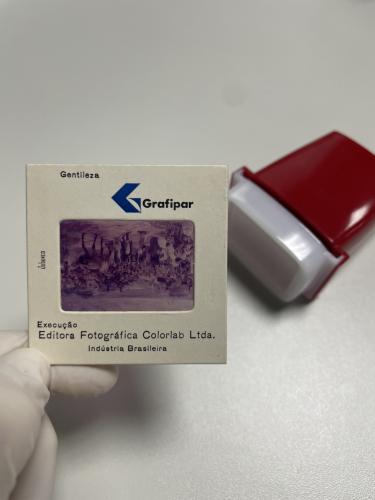 Gentileza
Grafipar
Execução
Editora Fotográfica Colorlab Ltda.
Indústria Brasileira